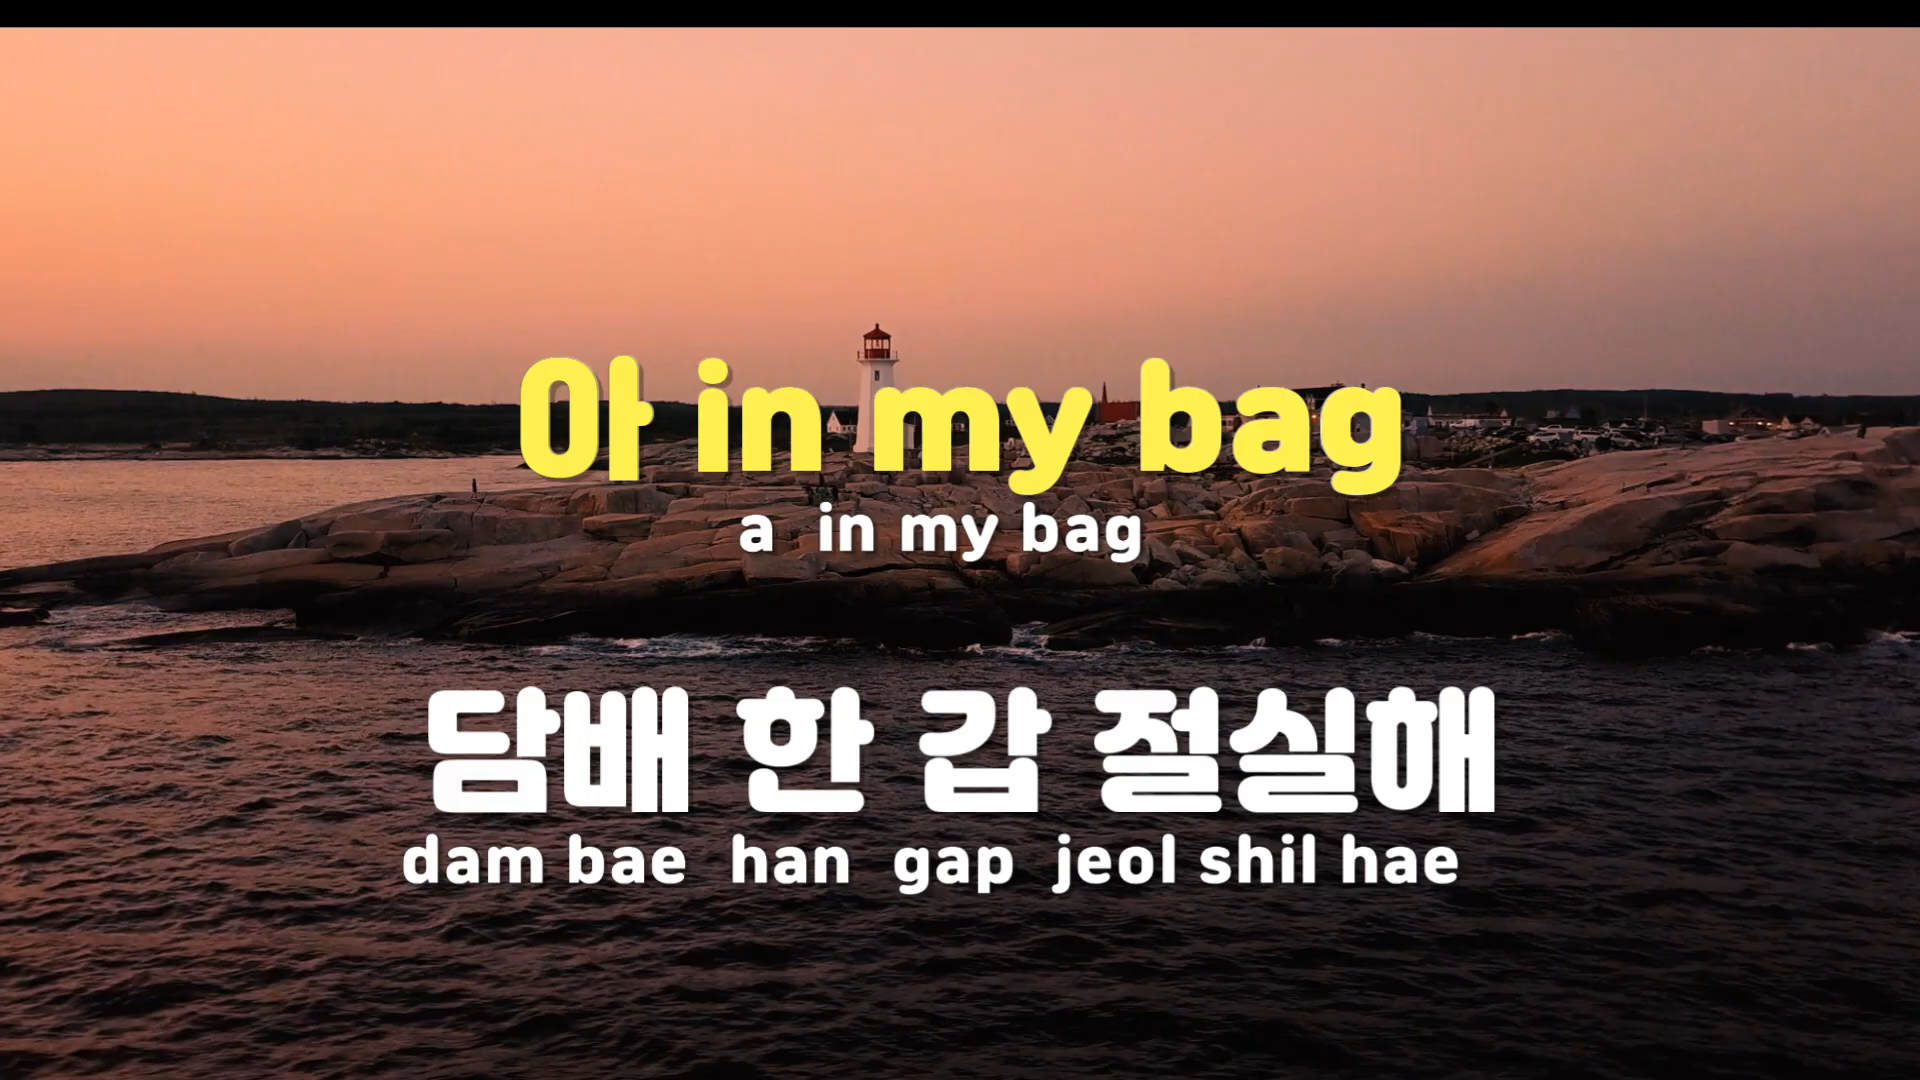 아 in my bag
a in my bag
담배 한 갑 절실해
dam bae han gap jeol shil hae